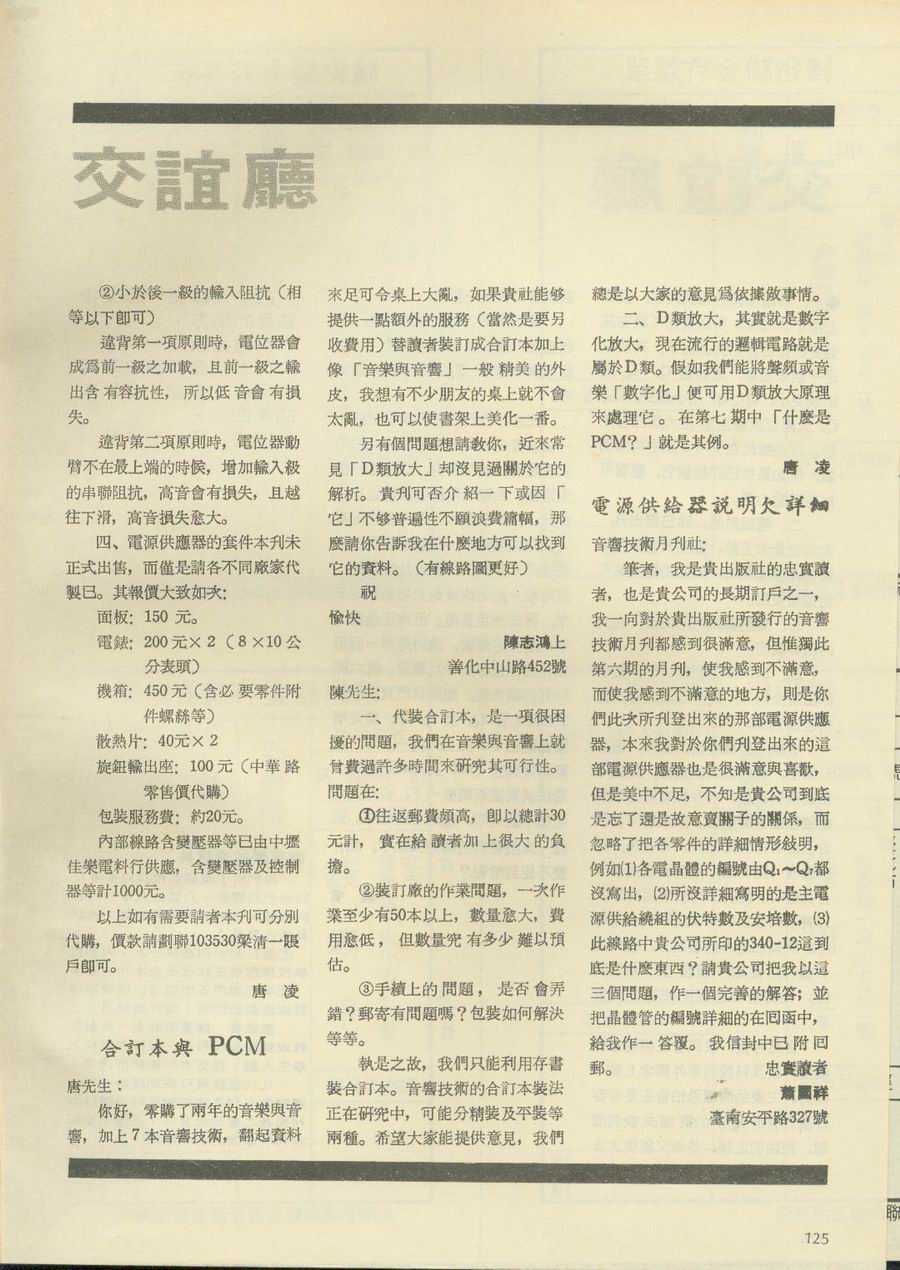 交誼廳
②小於後一級的輸入阻抗（相
等以下卽可）
違背第一項原則時，電位器會
成爲前一級之加載，且前一級之輸
出含有容抗性，所以低音會有損
失。
違背第二項原則時，電位器動
臂不在最上端的時候，增加輸入級
的串聯阻抗，高音會有損失，且越
往下滑，高音損失愈大。
四、電源供應器的套件本刋未
正式出售，而僅是請各不同廠家代
製已。其報價大致如次：
面板：150 元。
電錶：200 元×２（８×10 公
分表頭）
機箱：450 元（含必要零件附
件螺絲等）
散熱片：40元×２
旋鈕輸出座：100 元（中華路
零售價代購）
包裝服務費：約20元。
內部線路含變壓器等已由中壢
佳樂電料行供應，含變壓器及控制
器等計1000元。
以上如有需要請者本刋可分別
代購，價款請劃聯103530梁清一賬
戶卽可。
唐　凌
合訂本與 PCM
唐先生：
你好，零購了兩年的音樂與音
響，加上７本音響技術，翻起資料
來足可令桌上大亂，如果貴社能够
提供一點額外的服務（當然是要另
收費用）替讀者裝訂成合訂本加上
像「音樂與音響」一般精美的外
皮，我想有不少朋友的桌上就不會
太亂，也可以使書架上美化一番。
另有個問題想請敎你，近來常
見「Ｄ類放大」却沒見過關於它的
解析。貴刋可否介紹一下或因「
它」不够普遍性不願浪費篇幅，那
麼請你告訴我在什麼地方可以找到
它的資料。（有線路圖更好）
祝
愉快
陳志鴻上
善化中山路452號
陳先生：
一、代裝合訂本，是一項很困
擾的問題，我們在音樂與音響上就
曾費過許多時間來硏究其可行性。
問題在：
①往返郵費頗高，卽以總計30
元計，實在給讀者加上很大的負
擔。
②裝訂廠的作業問題，一次作
業至少有50本以上，數量愈大，費
用愈低，但數量究有多少難以預
估。
③手續上的問題，是否會弄
錯？郵寄有問題嗎？包裝如何解決
等等。
執是之故，我們只能利用存書
裝合訂本。音響技術的合訂本裝法
正在硏究中，可能分精裝及平裝等
兩種。希望大家能提供意見，我們
總是以大家的意見爲依據做事情。
二、Ｄ類放大，其實就是數字
化放大，現在流行的邏輯電路就是
屬於Ｄ類。假如我們能將聲頻或音
樂「數字化」便可用Ｄ類放大原理
來處理它。在第七期中「什麼是
PCM？」就是其例。
唐　凌
電源供給器說明欠詳細
音響技術月刋社：
筆者，我是貴出版社的忠實讀
者，也是貴公司的長期訂戶之一，
我一向對於貴出版社所發行的音響
技術月刋都感到很滿意，但惟獨此
第六期的月刋，使我感到不滿意，
而使我感到不滿意的地方，則是你
們此次所刋登出來的那部電源供應
器，本來我對於你們刋登出來的這
部電源供應器也是很滿意與喜歡，
但是美中不足，不知是貴公司到底
是忘了還是故意賣關子的關係，而
忽略了把各零件的詳細情形敍明，
例如⑴各電晶體的編號由Q₁～Q₇都
沒寫出，⑵所沒詳細寫明的是主電
源供給繞組的伏特數及安培數，⑶
此線路中貴公司所印的340-12這到
底是什麼東西？請貴公司把我以這
三個問題，作一個完善的解答；並
把晶體管的編號詳細的在囘函中，
給我作一答覆。我信封中已附囘
郵。　　　　　　　忠實讀者
蕭國祥
臺南安平路327號
125